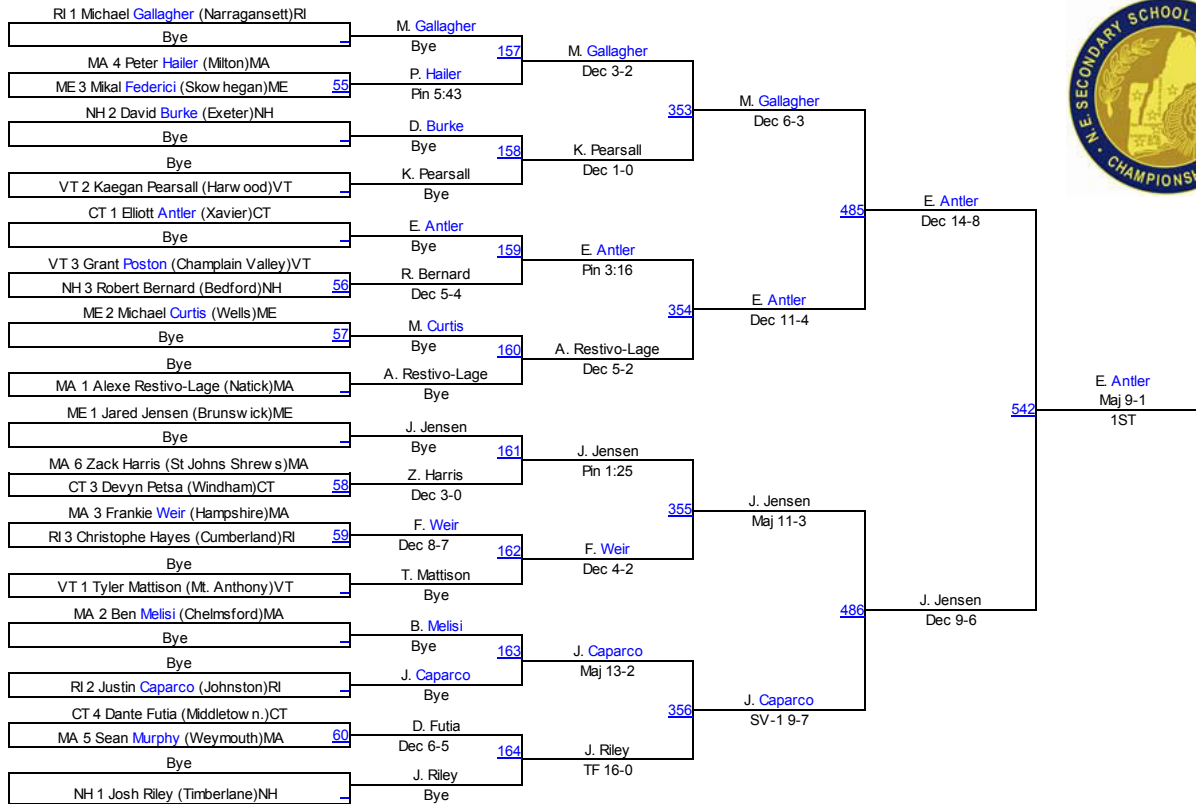 RI 1 Michael Gallagher (Narragansett)RI
Bye
MA 4 Peter Hailer (Milton)MA
ME 3 Mikal Federici (Skowhegan)ME 55
NH 2 David Burke (Exeter)NH
Bye
Bye
VT 2 Kaegan Pearsall (Harwood)VT
CT 1 Elliott Antler (Xavier)CT
Bye
VT 3 Grant Poston (Champlain Valley)VT
NH 3 Robert Bernard (Bedford)NH 56
ME 2 Michael Curtis (Wells)ME
Bye 57
Bye
MA 1 Alexe Restivo-Lage (Natick)MA
ME 1 Jared Jensen (Brunswick)ME
Bye
MA 6 Zack Harris (St Johns Shrews)MA
CT 3 Devyn Petsa (Windham)CT 58
MA 3 Frankie Weir (Hampshire)MA
RI 3 Christophe Hayes (Cumberland)RI 59
Bye
VT 1 Tyler Mattison (Mt. Anthony)VT
MA 2 Ben Melisi (Chelmsford)MA
Bye
Bye
RI 2 Justin Caparco (Johnston)RI
CT 4 Dante Futia (Middletown.)CT
MA 5 Sean Murphy (Weymouth)MA 60
Bye
NH 1 Josh Riley (Timberlane)NH
M. Gallagher
Bye 157
P. Hailer
Pin 5:43
D. Burke
Bye 158
K. Pearsall
Bye
E. Antler
Bye 159
R. Bernard
Dec 5-4
M. Curtis
Bye 160
A. Restivo-Lage
Bye
J. Jensen
Bye 161
Z. Harris
Dec 3-0
F. Weir
Dec 8-7 162
T. Mattison
Bye
B. Melisi
Bye 163
J. Caparco
Bye
D. Futia
Dec 6-5 164
J. Riley
Bye
M. Gallagher
Dec 3-2
353
K. Pearsall
Dec 1-0
E. Antler
Pin 3:16
354
A. Restivo-Lage
Dec 5-2
J. Jensen
Pin 1:25
355
F. Weir
Dec 4-2
J. Caparco
Maj 13-2
356
J. Riley
TF 16-0
M. Gallagher
Dec 6-3
485
E. Antler
Dec 11-4
J. Jensen
Maj 11-3
486
J. Caparco
SV-1 9-7
E. Antler
Dec 14-8
542
J. Jensen
Dec 9-6
E. Antler
Maj 9-1
1ST
N.E. SECONDARY SCHOOL